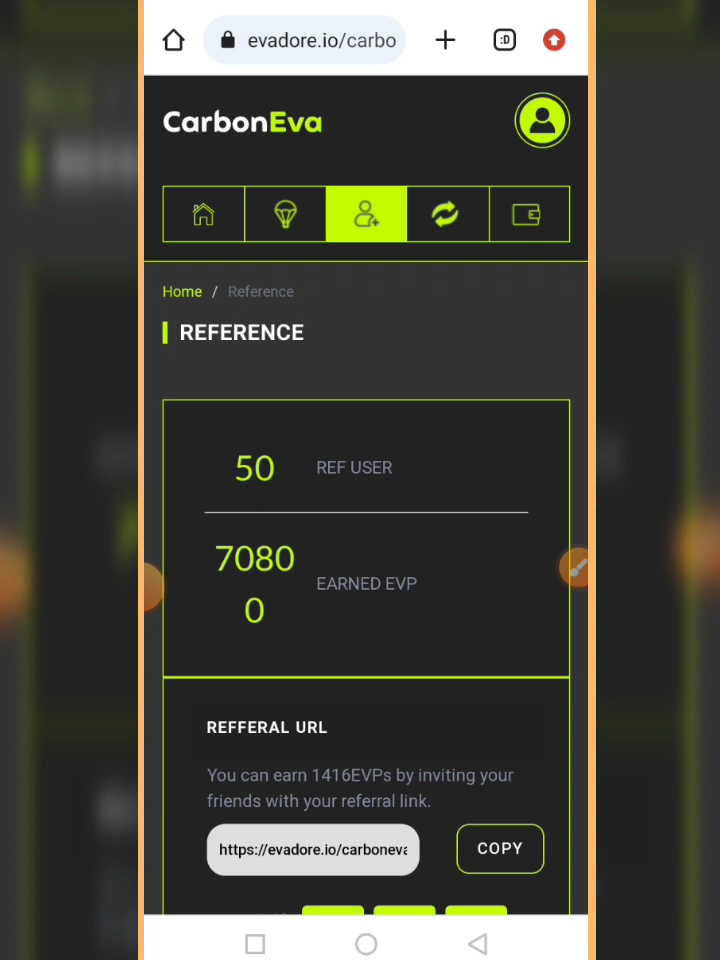 evadore.io/carbo
:D
CarbonEva
Home / Reference
REFERENCE
50 REF USER
7080
0
EARNED EVP
REFFERAL URL
You can earn 1416EVPs by inviting your
friends with your referral link.
https://evadore.io/carboneva
COPY